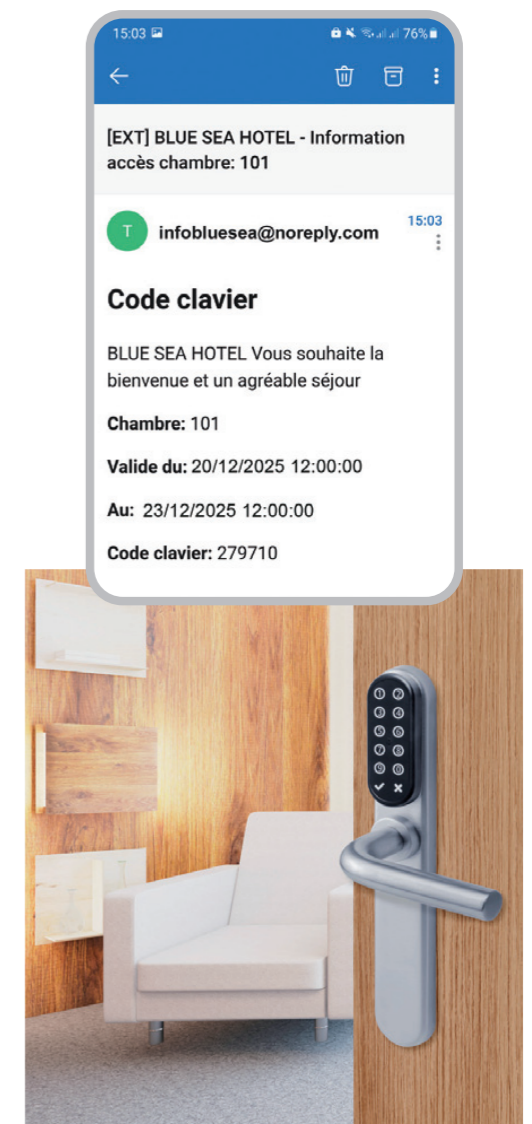 15:03 76%
[EXT] BLUE SEA HOTEL - Information
accès chambre: 101
T infobluesea@noreply.com 15:03
Code clavier
BLUE SEA HOTEL Vous souhaite la
bienvenue et un agréable séjour
Chambre: 101
Valide du: 20/12/2025 12:00:00
Au: 23/12/2025 12:00:00
Code clavier: 279710
1 2
3 4
5 6
7 8
9 0